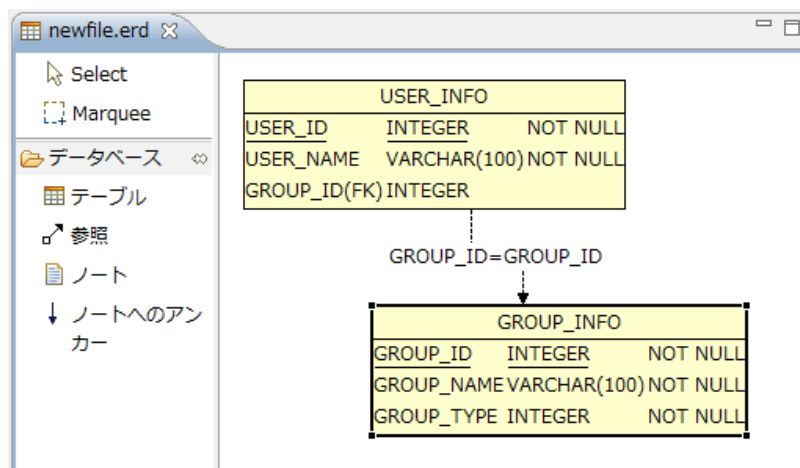 newfile.erd
Select
Marquee
データベース
テーブル
参照
ノート
ノートへのアン
カー
USER_INFO
USER_ID INTEGER NOT NULL
USER_NAME VARCHAR(100) NOT NULL
GROUP_ID(FK) INTEGER
GROUP_ID=GROUP_ID
GROUP_INFO
GROUP_ID INTEGER NOT NULL
GROUP_NAME VARCHAR(100) NOT NULL
GROUP_TYPE INTEGER NOT NULL